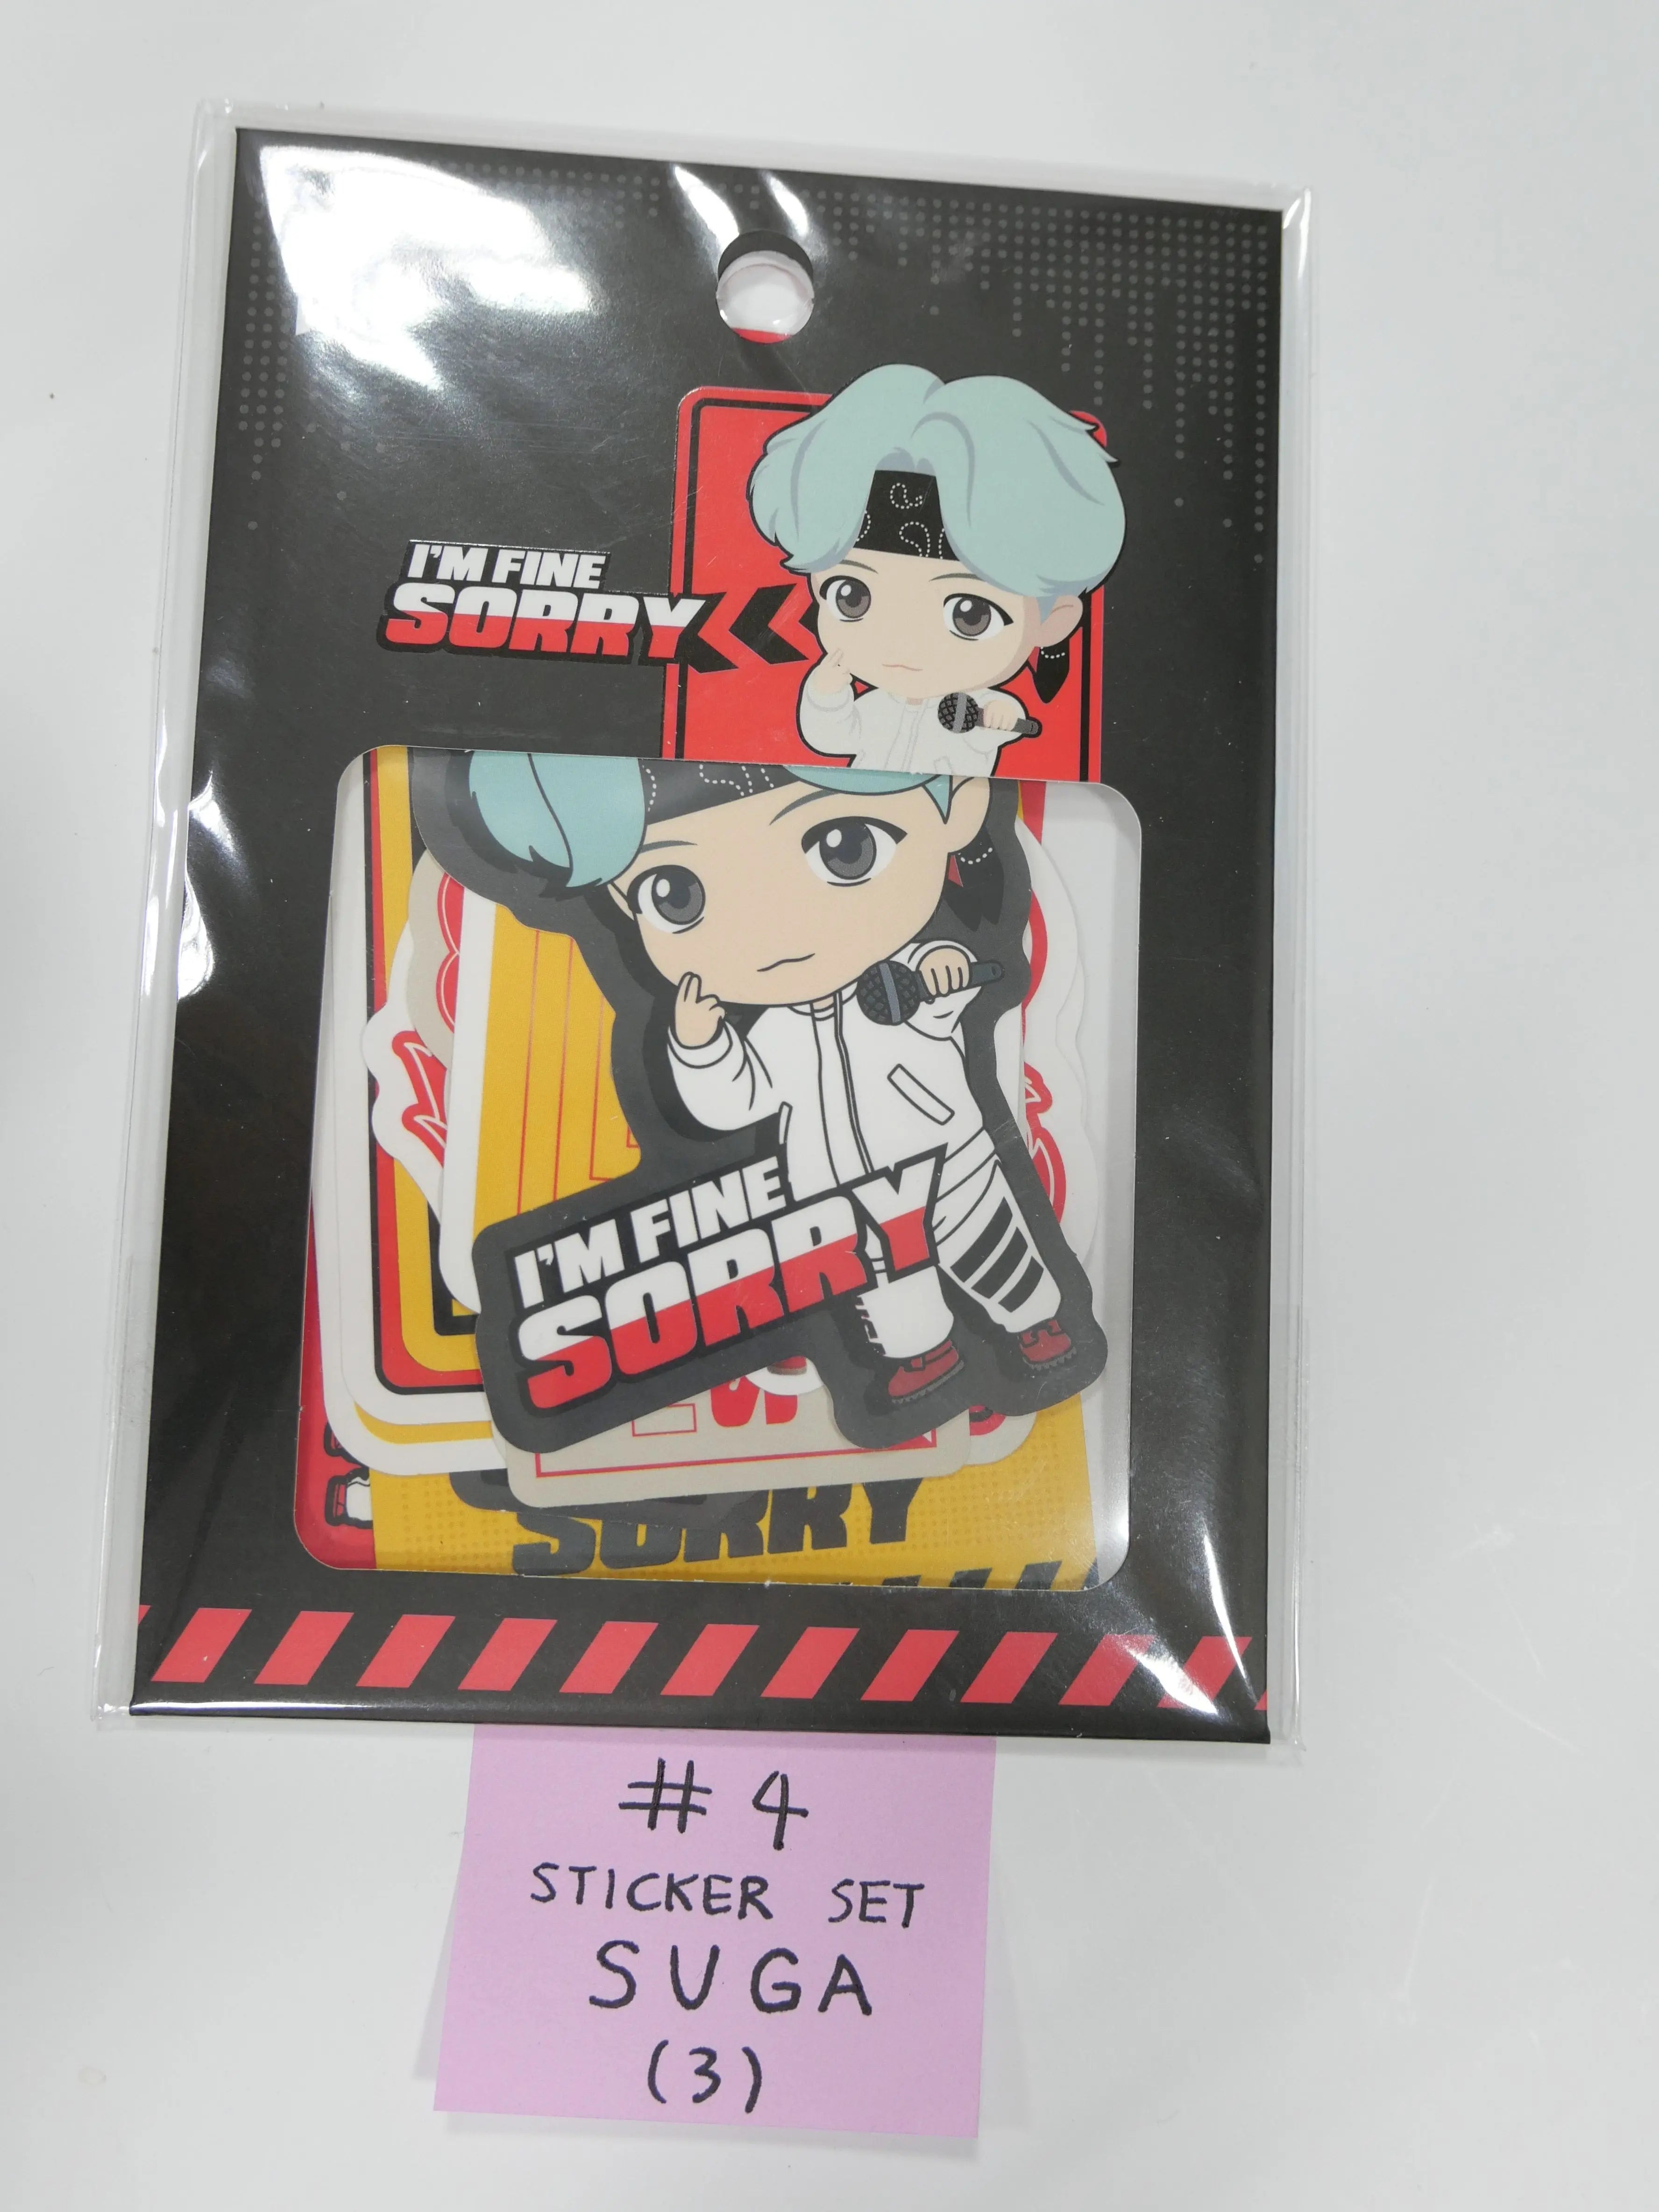 I'M FINE
SORRY
I'M FINE
SORRY
SORRY
# 4
STICKER SET
SUGA
(3)